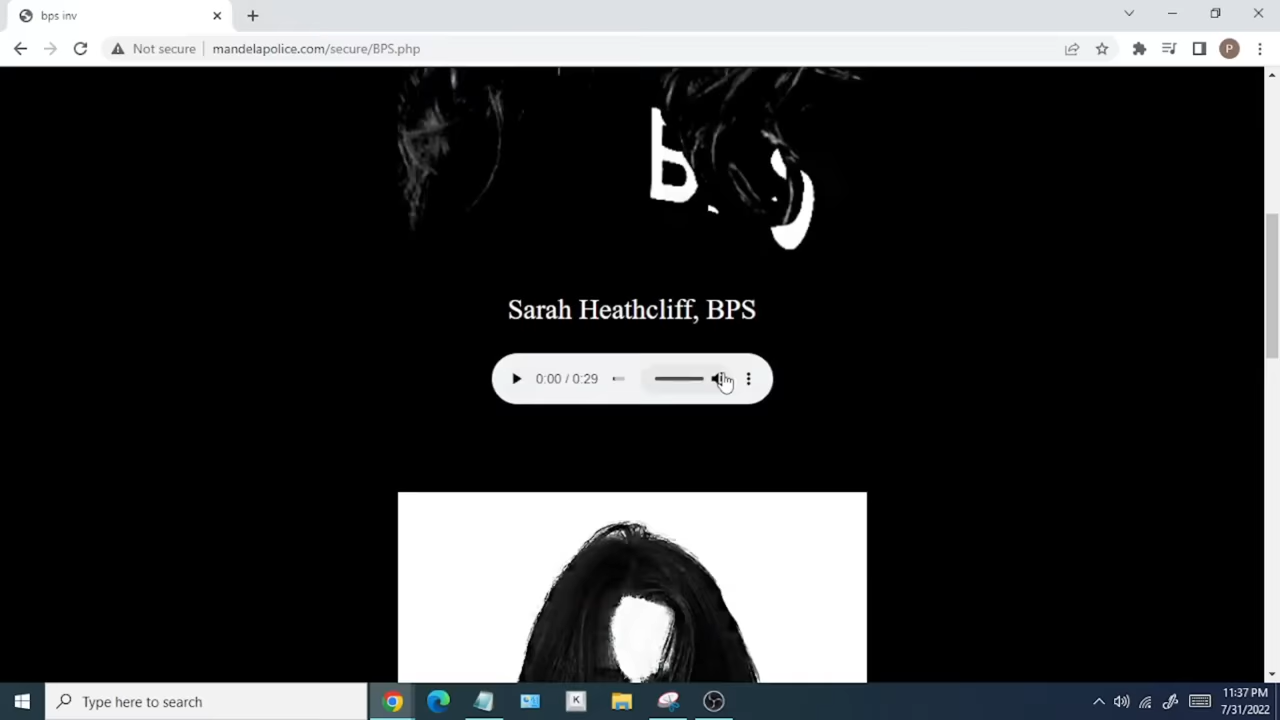 bps inv
Not secure
mandelapolice.com/secure/BPS.php
P
b
Sarah Heathcliff, BPS
0:00 / 0:29
Type here to search
K
11:37 PM
7/31/2022